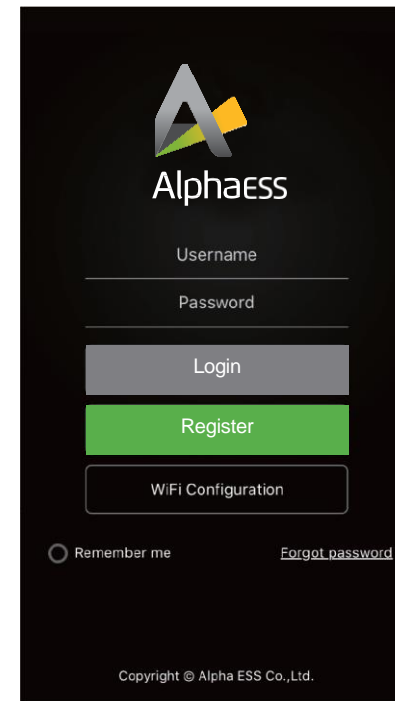 AlphaESS
Username
Password
Login
Register
WiFi Configuration
Remember me Forgot password
Copyright © Alpha ESS Co.,Ltd.